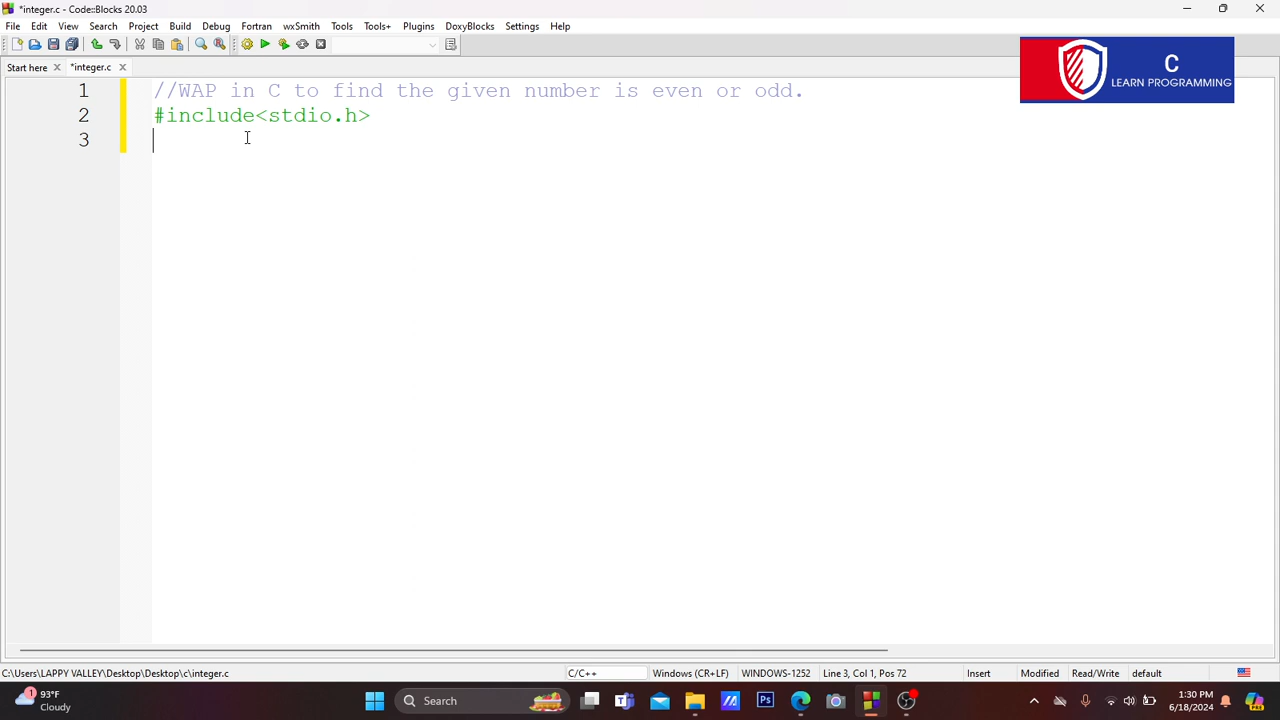 *integer.c - Code::Blocks 20.03
File Edit View Search Project Build Debug Fortran wxSmith Tools Tools+ Plugins DoxyBlocks Settings Help
Start here *integer.c
C
LEARN PROGRAMMING
1 //WAP in C to find the given number is even or odd.
2 #include<stdio.h>
3
C:\Users\LAPPY VALLEY\Desktop\Desktop\c\integer.c C/C++ Windows (CR+LF) WINDOWS-1252 Line 3, Col 1, Pos 72 Insert Modified Read/Write default
1 93°F
Cloudy
Search
1:30 PM
6/18/2024